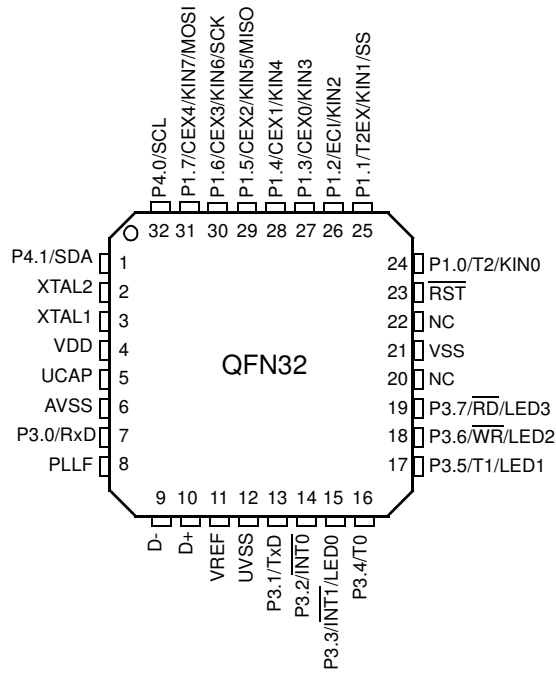 P4.0/SCL
P1.7/CEX4/KIN7/MOSI
P1.6/CEX3/KIN6/SCK
P1.5/CEX2/KIN5/MISO
P1.4/CEX1/KIN4
P1.3/CEX0/KIN3
P1.2/ECI/KIN2
P1.1/T2EX/KIN1/SS
32 31 30 29 28 27 26 25
P4.1/SDA 1
XTAL2 2
XTAL1 3
VDD 4
UCAP 5
AVSS 6
P3.0/RxD 7
PLLF 8
QFN32
24 P1.0/T2/KIN0
23 RST
22 NC
21 VSS
20 NC
19 P3.7/RD/LED3
18 P3.6/WR/LED2
17 P3.5/T1/LED1
9 10 11 12 13 14 15 16
D-
D+
VREF
UVSS
P3.1/TxD
P3.2/INT0
P3.3/INT1/LED0
P3.4/T0